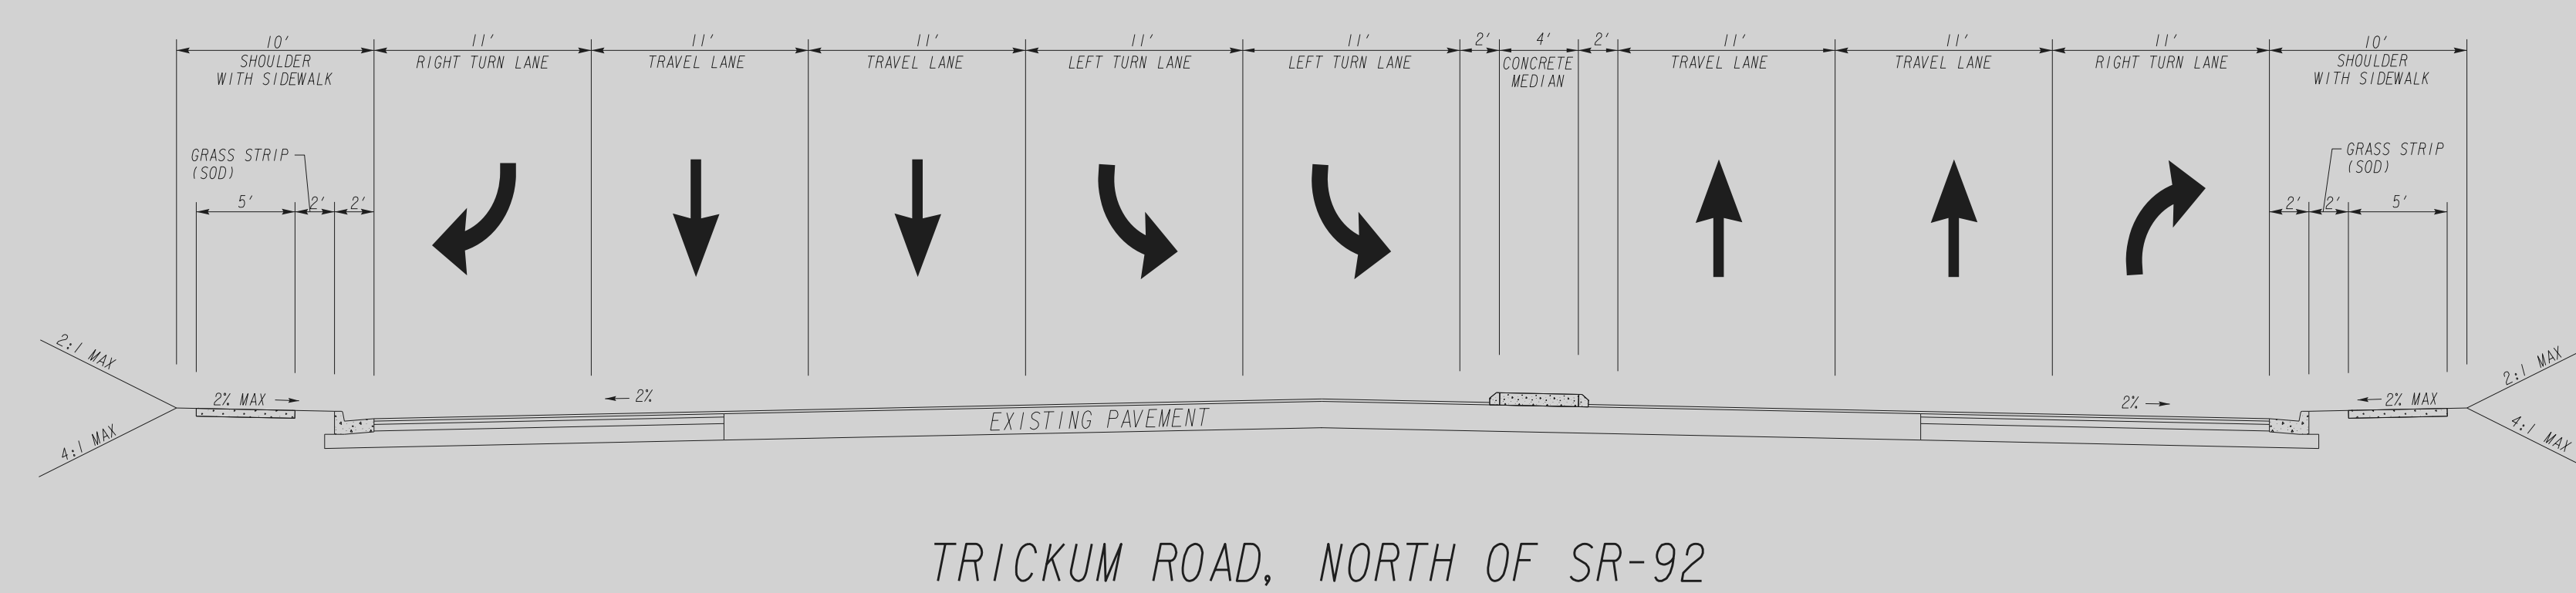 10' 11' 11' 11' 11' 11' 2' 4' 2' 11' 11' 11' 10'
SHOULDER WITH SIDEWALK
RIGHT TURN LANE
TRAVEL LANE
TRAVEL LANE
LEFT TURN LANE
LEFT TURN LANE
CONCRETE
MEDIAN
TRAVEL LANE
TRAVEL LANE
RIGHT TURN LANE
SHOULDER
WITH SIDEWALK
GRASS STRIP
(SOD)
5' 2' 2'
GRASS STRIP
(SOD)
2' 2' 5'
2:1 MAX
4:1 MAX
2% MAX
2%
EXISTING PAVEMENT
2%
2% MAX
2:1 MAX
4:1 MAX
TRICKUM ROAD, NORTH OF SR-92